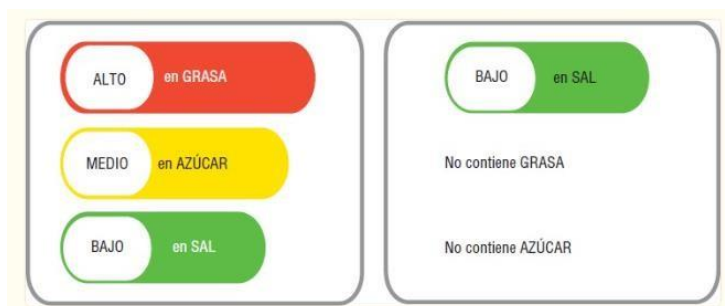 ALTO en GRASA
MEDIO en AZÚCAR
BAJO en SAL
BAJO en SAL
No contiene GRASA
No contiene AZÚCAR